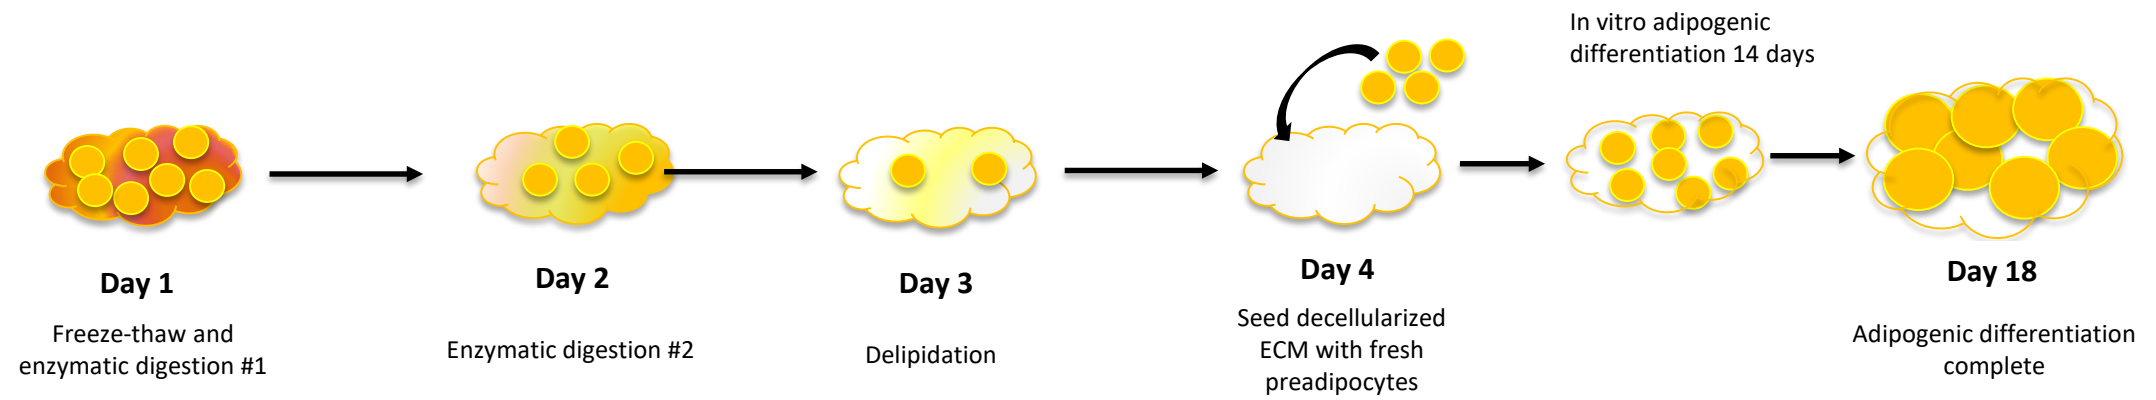 Day 1
Freeze-thaw and
enzymatic digestion #1
Day 2
Enzymatic digestion #2
Day 3
Delipidation
Day 4
Seed decellularized
ECM with fresh
preadipocytes
In vitro adipogenic
differentiation 14 days
Day 18
Adipogenic differentiation
complete